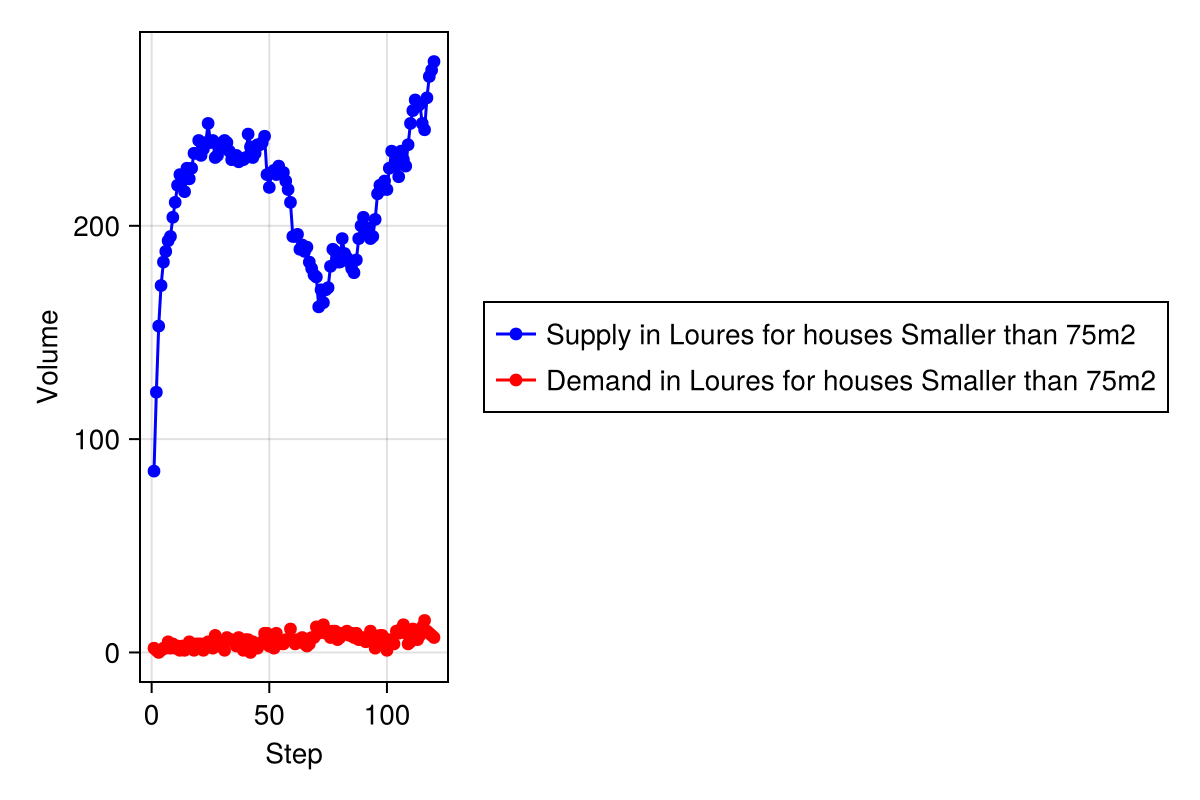 Volume
200
100
0
0 50 100
Step
Supply in Loures for houses Smaller than 75m2
Demand in Loures for houses Smaller than 75m2